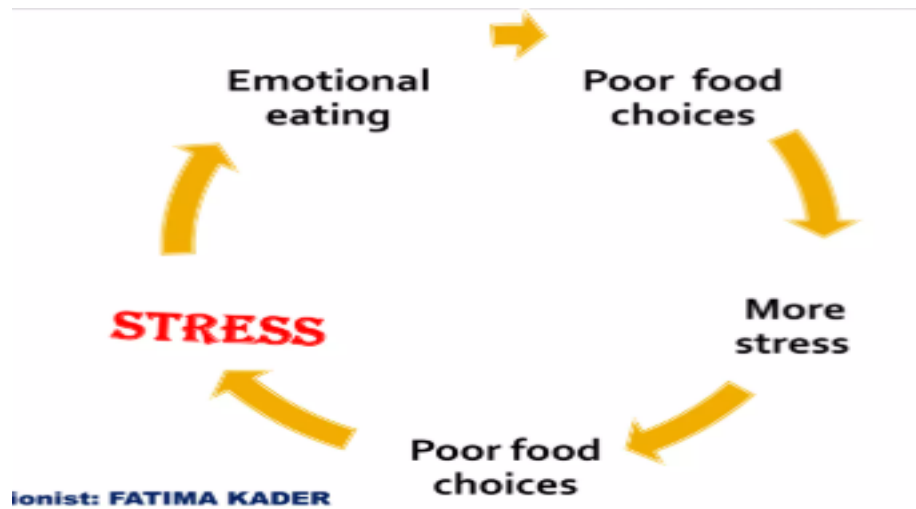 Emotional
eating
Poor food
choices
More
stress
Poor food
choices
STRESS
ionist: FATIMA KADER